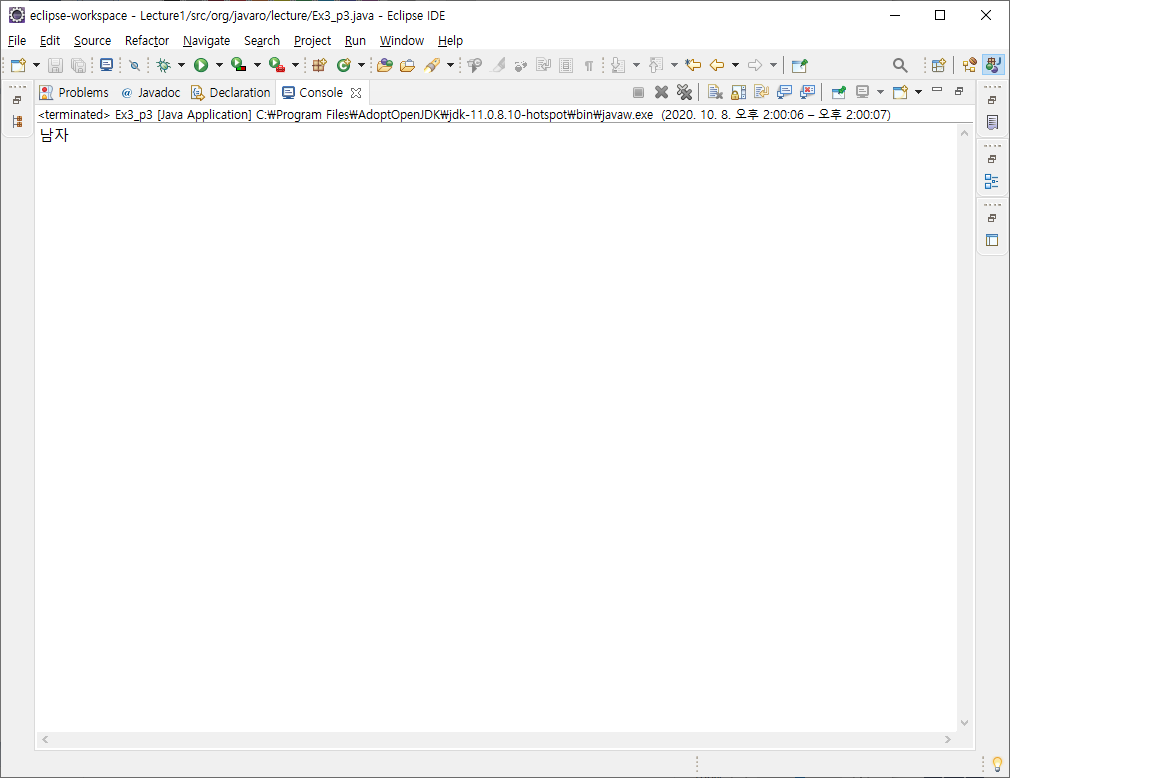 eclipse-workspace - Lecture1/src/org/javaro/lecture/Ex3_p3.java - Eclipse IDE
File Edit Source Refactor Navigate Search Project Run Window Help
Problems @ Javadoc Declaration Console
<terminated> Ex3_p3 [Java Application] C:₩Program Files₩AdoptOpenJDK₩jdk-11.0.8.10-hotspot₩bin₩javaw.exe (2020. 10. 8. 오후 2:00:06 – 오후 2:00:07)
남자